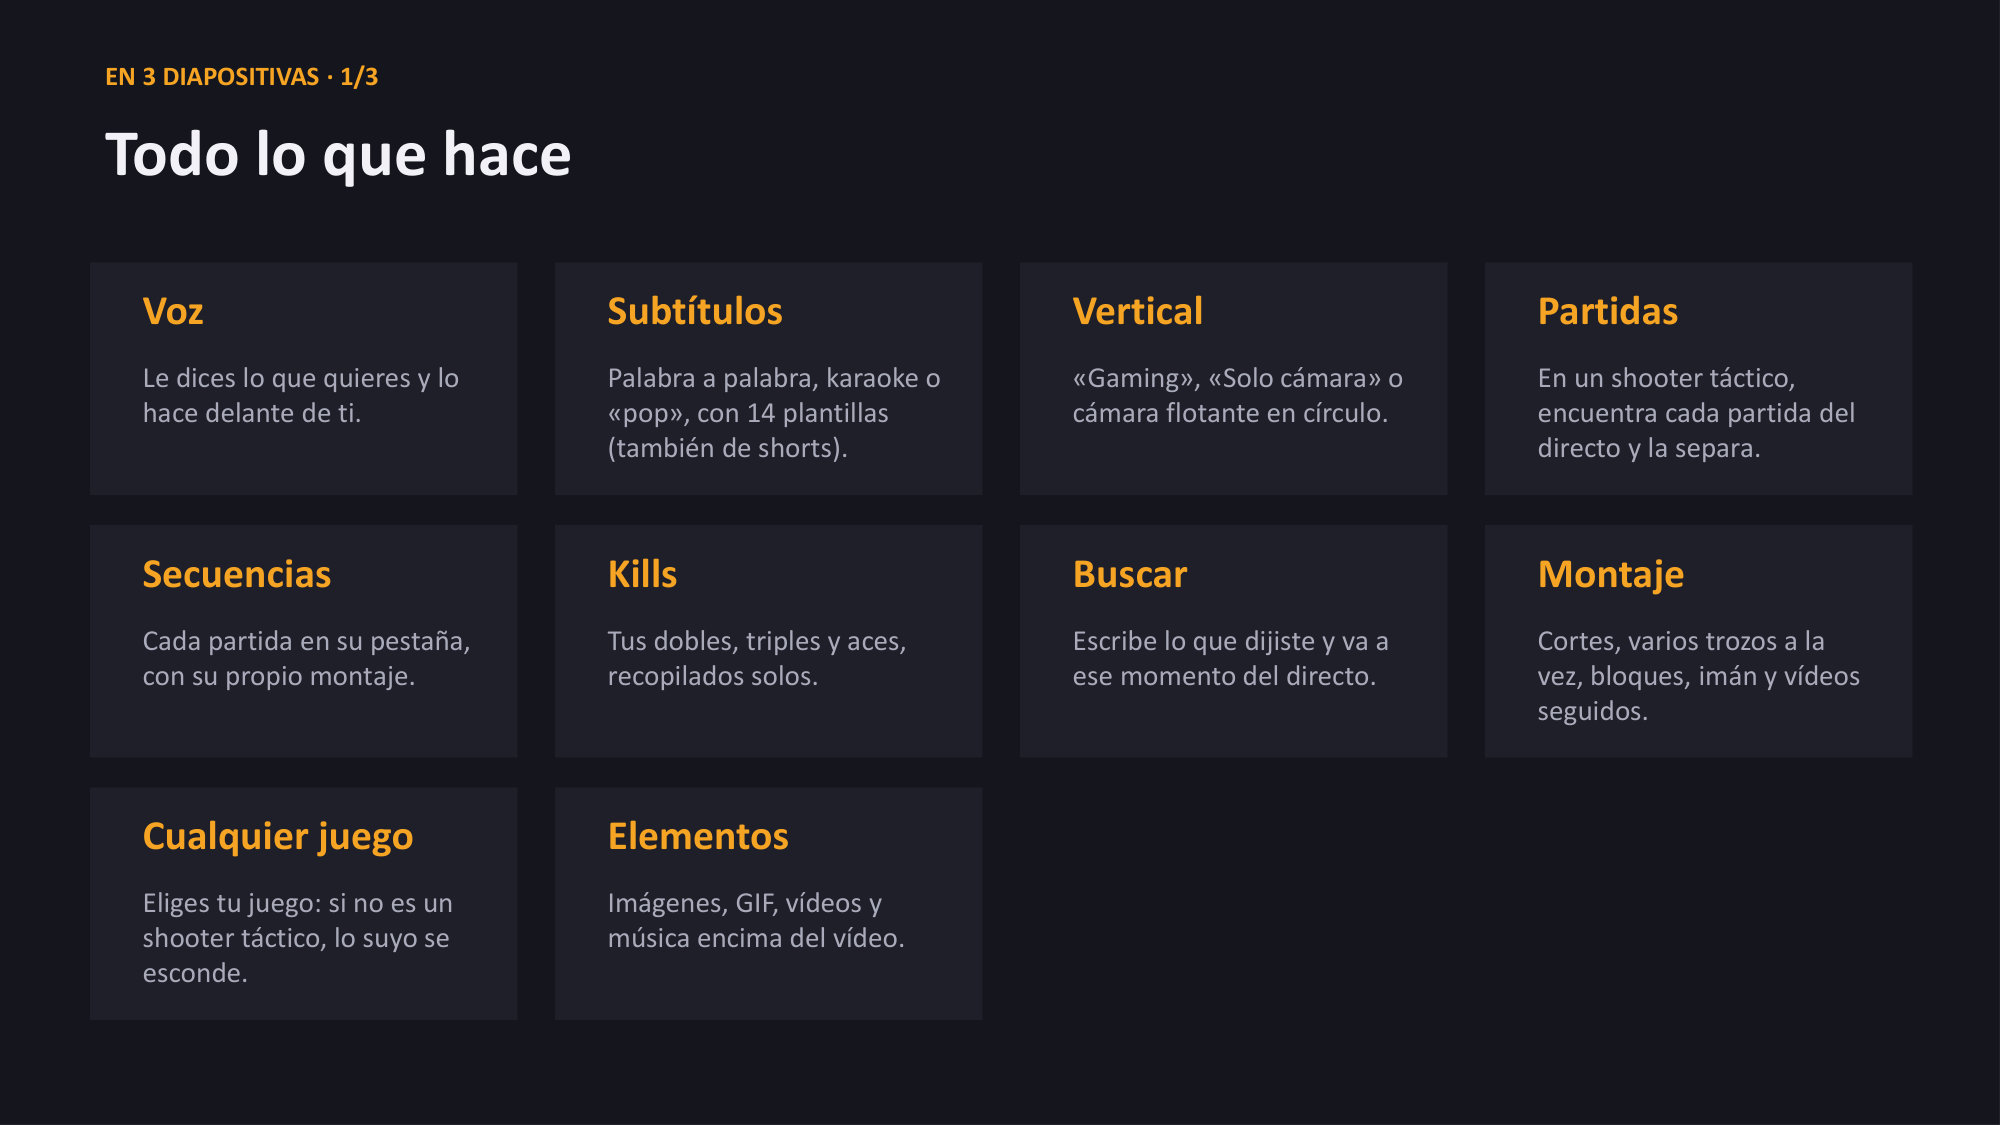 EN 3 DIAPOSITIVAS · 1/3
Todo lo que hace
Voz
Le dices lo que quieres y lo
hace delante de ti.
Subtítulos
Palabra a palabra, karaoke o
«pop», con 14 plantillas
(también de shorts).
Vertical
«Gaming», «Solo cámara» o
cámara flotante en círculo.
Partidas
En un shooter táctico,
encuentra cada partida del
directo y la separa.
Secuencias
Cada partida en su pestaña,
con su propio montaje.
Kills
Tus dobles, triples y aces,
recopilados solos.
Buscar
Escribe lo que dijiste y va a
ese momento del directo.
Montaje
Cortes, varios trozos a la
vez, bloques, imán y vídeos
seguidos.
Cualquier juego
Eliges tu juego: si no es un
shooter táctico, lo suyo se
esconde.
Elementos
Imágenes, GIF, vídeos y
música encima del vídeo.